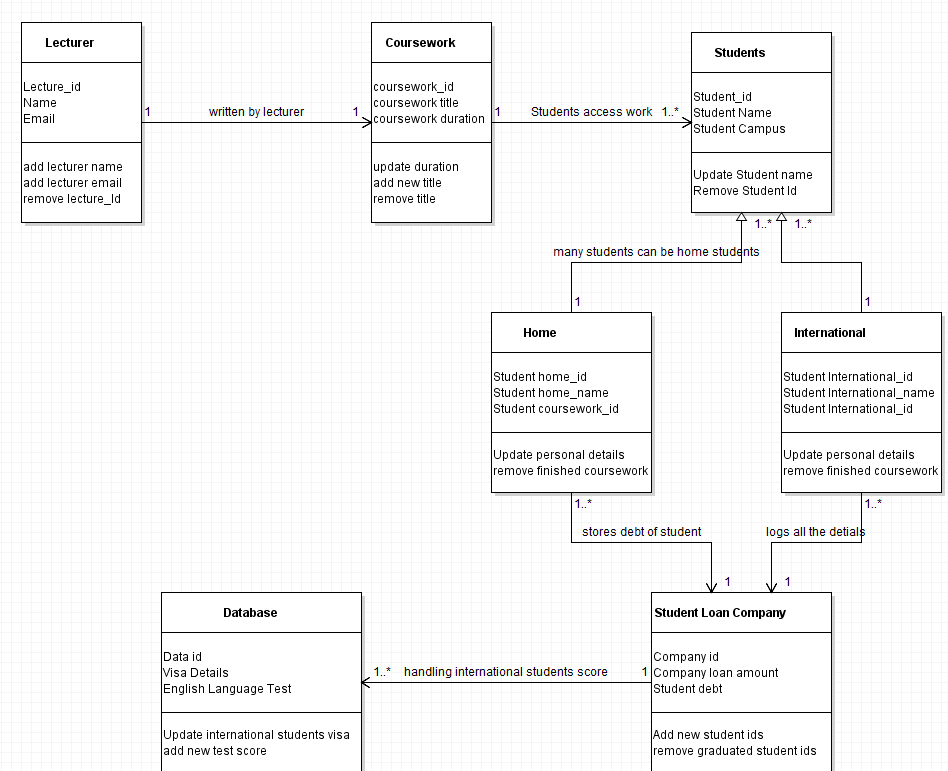 Lecturer
Lecture_id
Name
Email
add lecturer name
add lecturer email
remove lecture_Id
1 written by lecturer 1
Coursework
coursework_id
coursework title
coursework duration
update duration
add new title
remove title
1 Students access work 1..*
Students
Student_id
Student Name
Student Campus
Update Student name
Remove Student Id
1..* 1..*
many students can be home students
1 1
Home
Student home_id
Student home_name
Student coursework_id
Update personal details
remove finished coursework
International
Student International_id
Student International_name
Student International_id
Update personal details
remove finished coursework
1..* 1..*
stores debt of student
logs all the detials
1 1
Database
Data id
Visa Details
English Language Test
Update international students visa
add new test score
1..* handling international students score 1
Student Loan Company
Company id
Company loan amount
Student debt
Add new student ids
remove graduated student ids